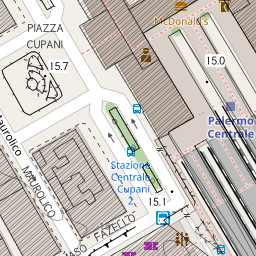 PIAZZA
CUPANI
McDonald's
15.7
15.0
Palermo
Centrale
Maurolico
MAUROLICO
Stazione
Centrale
Cupani
2
15.1
FAZELLO